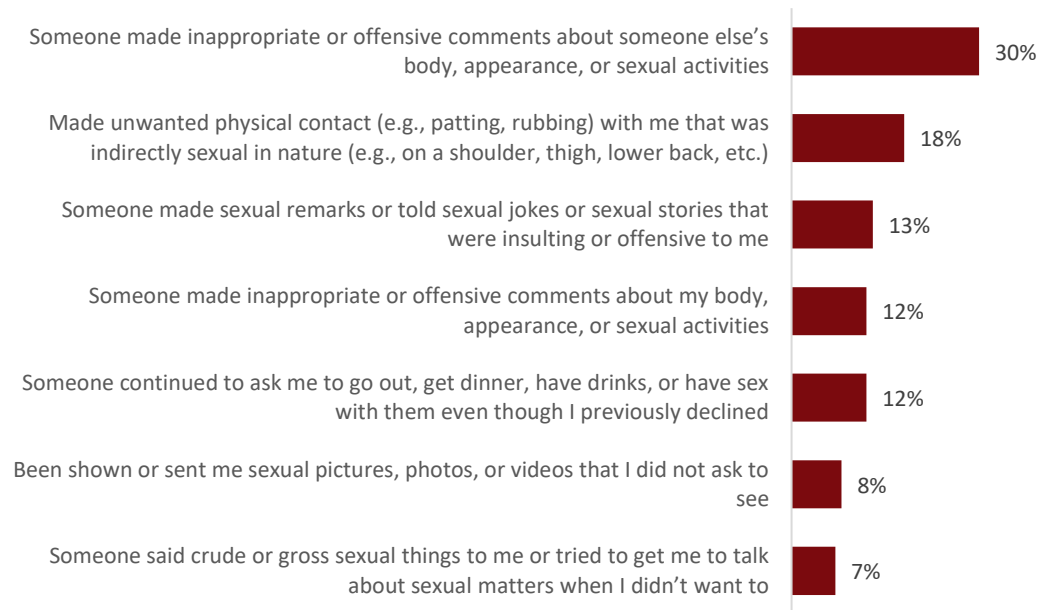 Someone made inappropriate or offensive comments about someone else’s
body, appearance, or sexual activities
30%
Made unwanted physical contact (e.g., patting, rubbing) with me that was
indirectly sexual in nature (e.g., on a shoulder, thigh, lower back, etc.)
18%
Someone made sexual remarks or told sexual jokes or sexual stories that
were insulting or offensive to me
13%
Someone made inappropriate or offensive comments about my body,
appearance, or sexual activities
12%
Someone continued to ask me to go out, get dinner, have drinks, or have sex
with them even though I previously declined
12%
Been shown or sent me sexual pictures, photos, or videos that I did not ask to
see
8%
Someone said crude or gross sexual things to me or tried to get me to talk
about sexual matters when I didn’t want to
7%